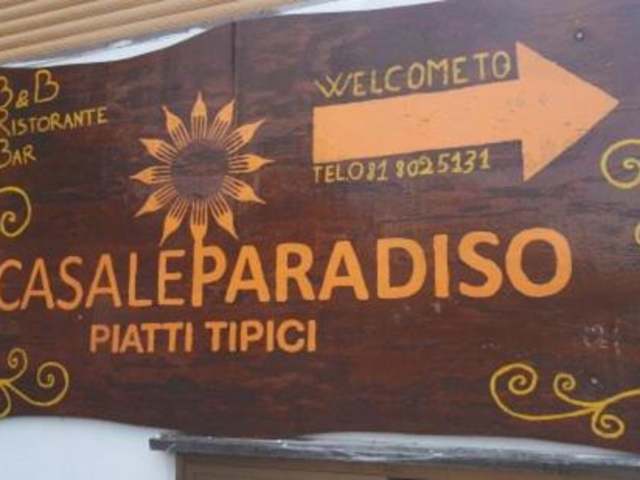 B&B
RISTORANTE
BAR
WELCOME TO
TEL.081 8025131
CASALEPARADISO
PIATTI TIPICI